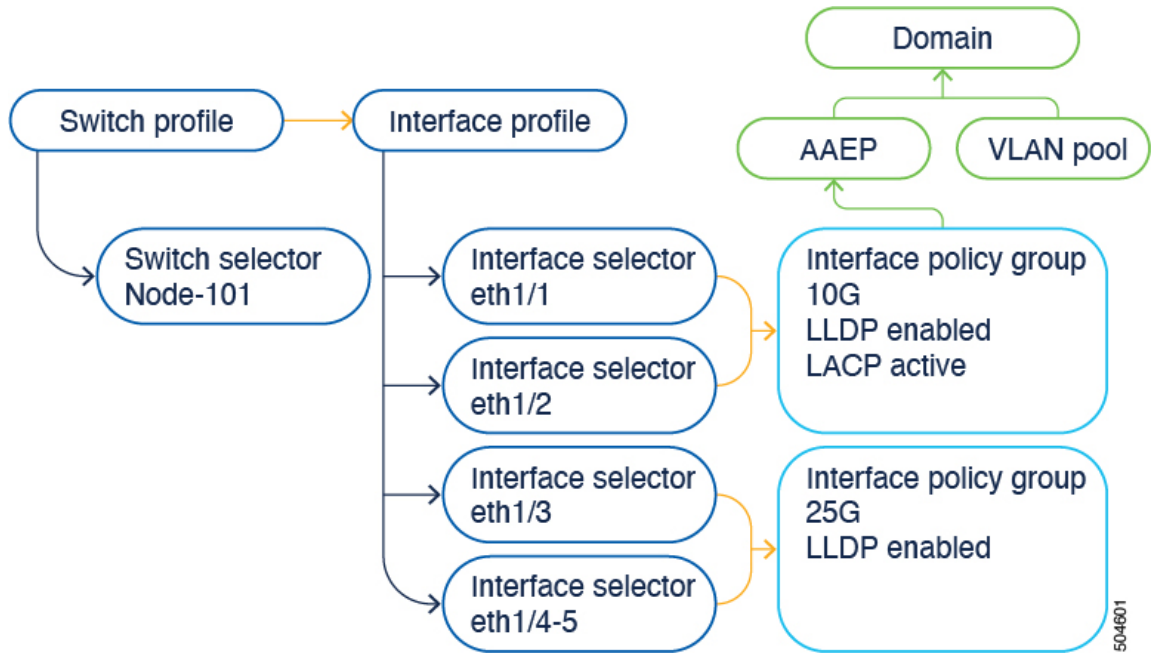 Domain
Switch profile
Interface profile
AAEP
VLAN pool
Switch selector
Node-101
Interface selector
eth1/1
Interface selector
eth1/2
Interface selector
eth1/3
Interface selector
eth1/4-5
Interface policy group
10G
LLDP enabled
LACP active
Interface policy group
25G
LLDP enabled
504601